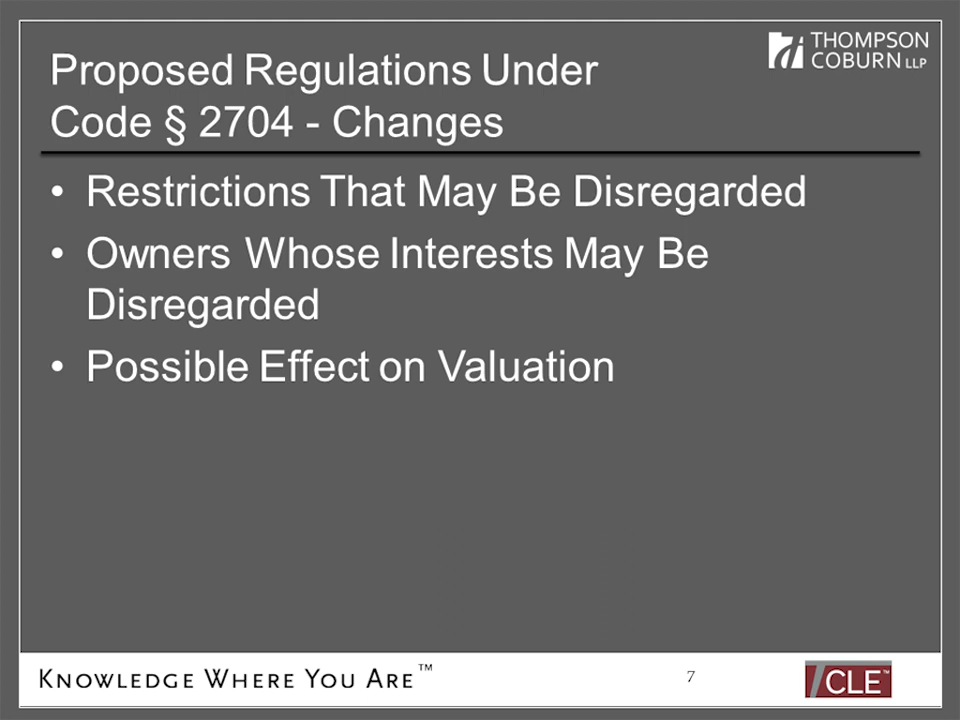 THOMPSON
COBURN LLP
Proposed Regulations Under
Code § 2704 - Changes
• Restrictions That May Be Disregarded
• Owners Whose Interests May Be
Disregarded
• Possible Effect on Valuation
KNOWLEDGE WHERE YOU ARE™
7
TCLE™